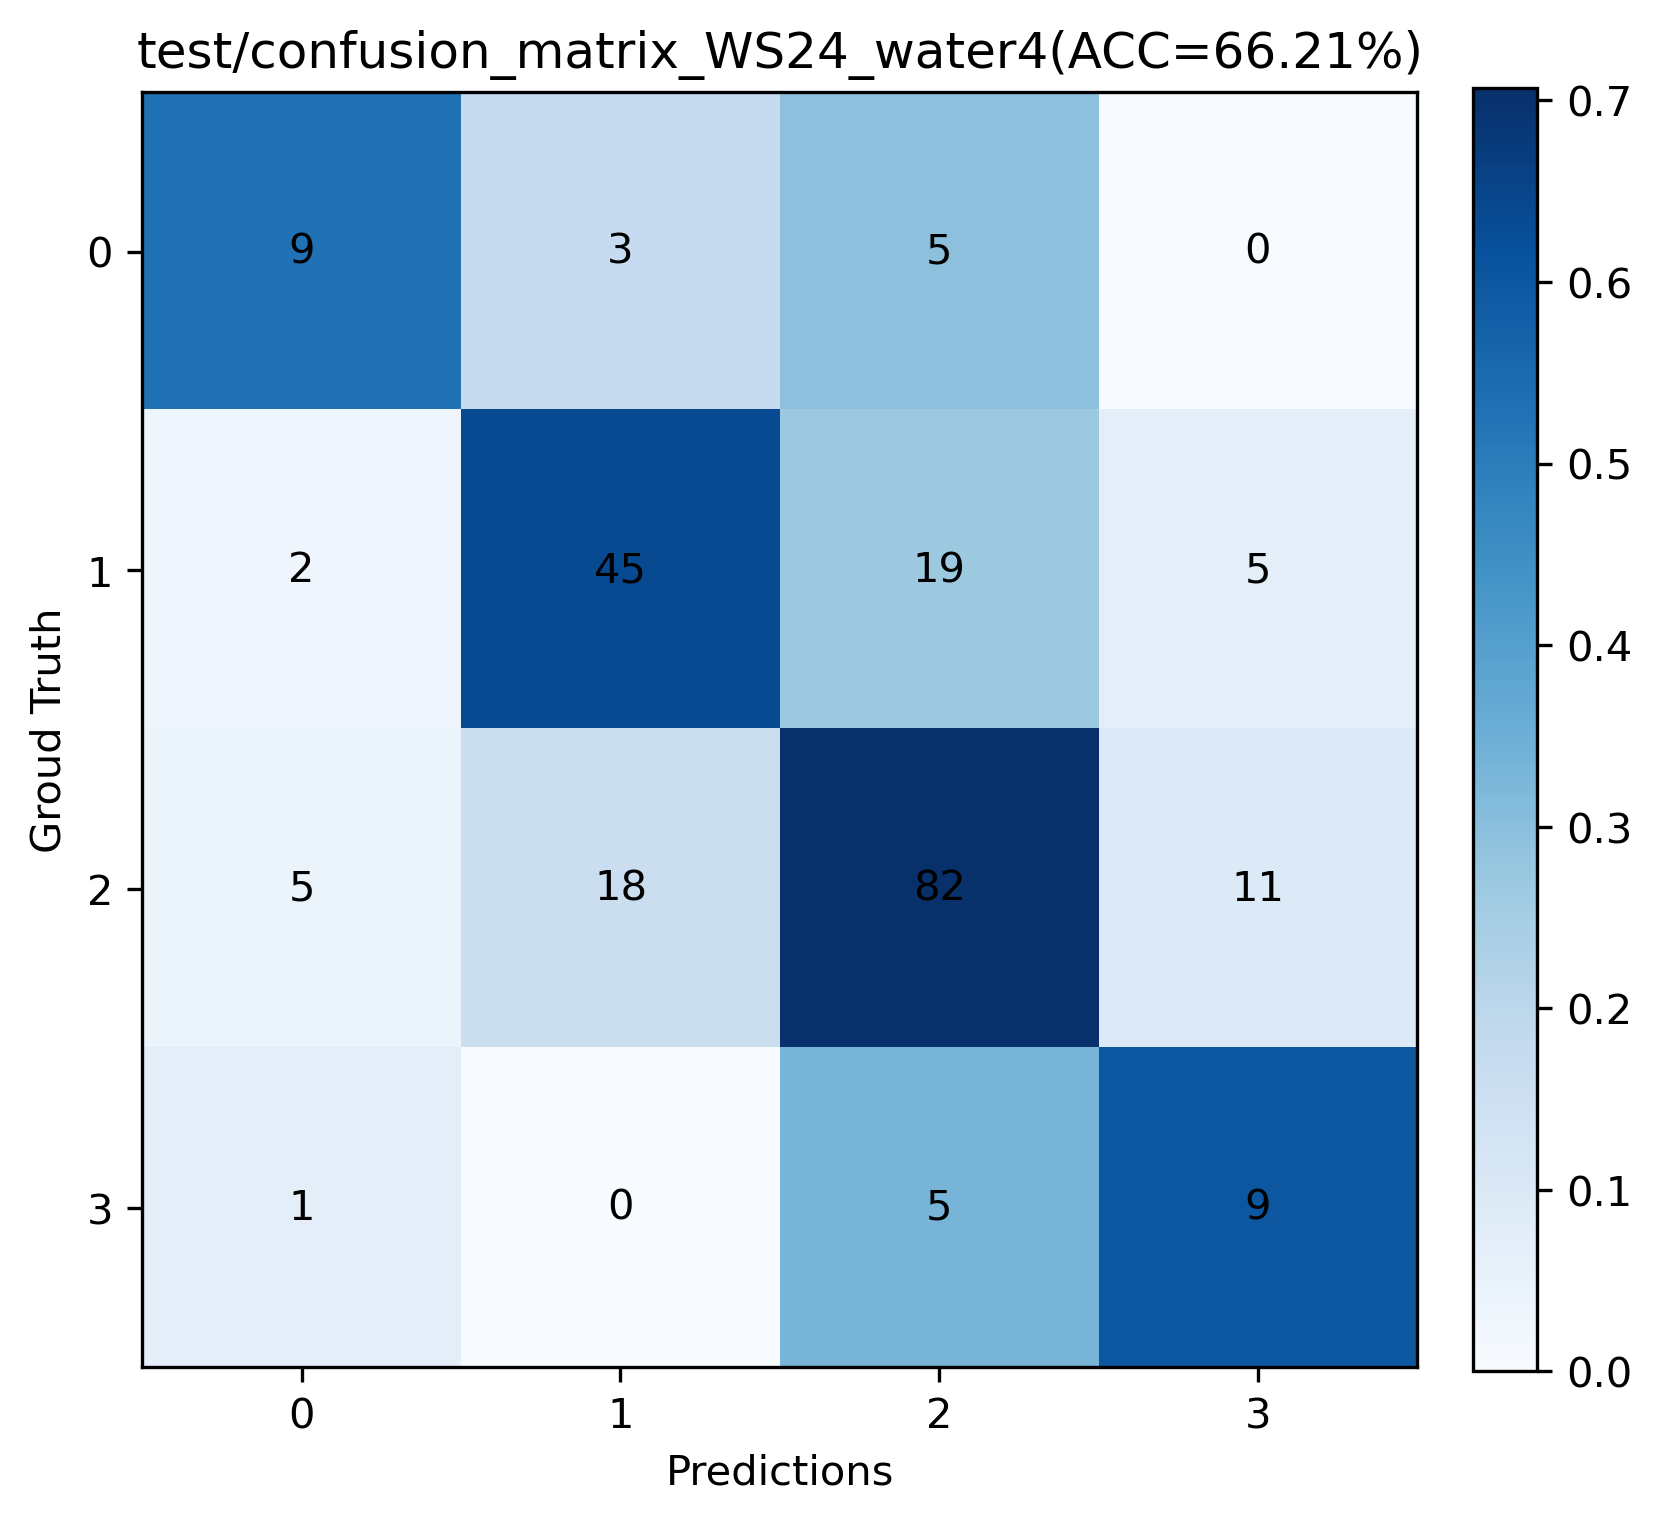 test/confusion_matrix_WS24_water4(ACC=66.21%)
0 9 3 5 0
1 2 45 19 5
2 5 18 82 11
3 1 0 5 9
0 1 2 3
Predictions
Groud Truth
0.7
0.6
0.5
0.4
0.3
0.2
0.1
0.0